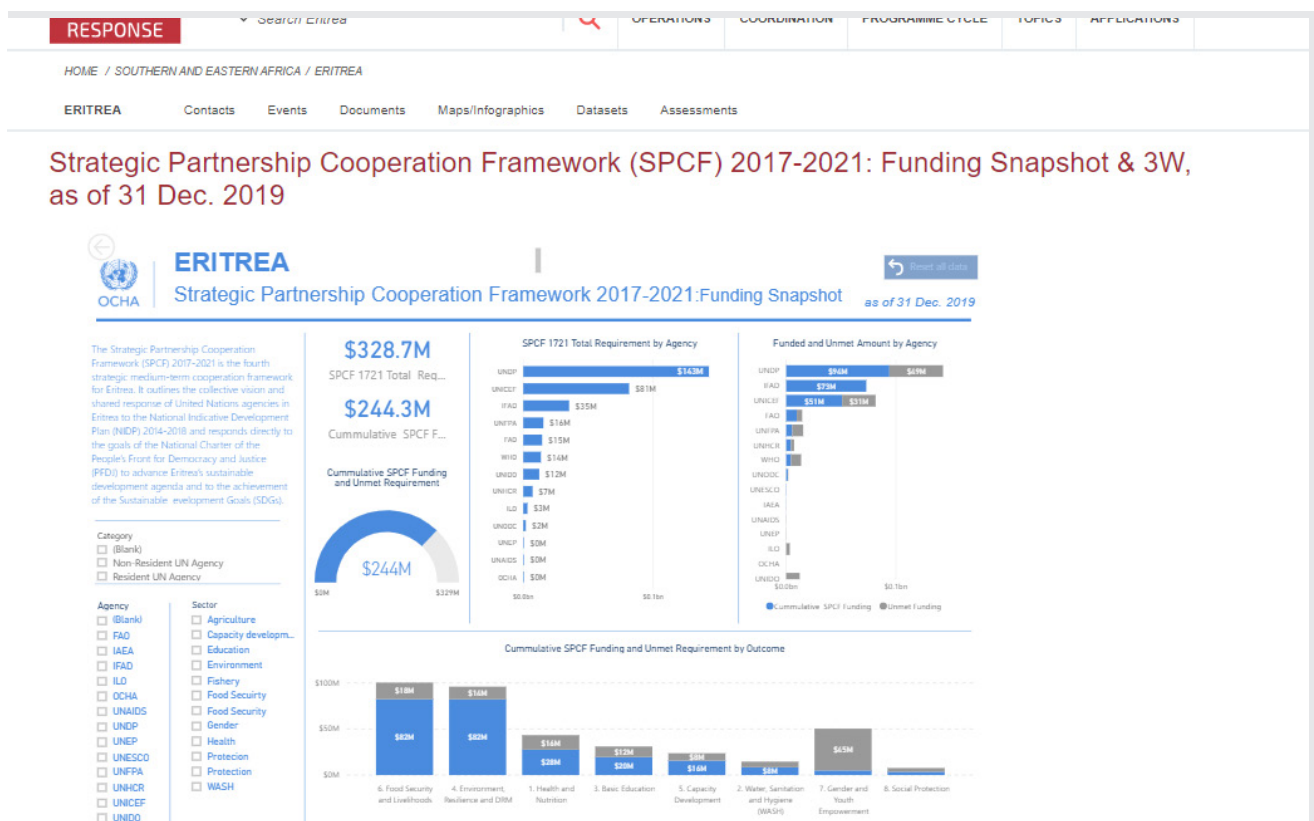 RESPONSE
Search Eritrea
OPERATIONS
COORDINATION
PROGRAMME CYCLE
TOPICS
APPLICATIONS
HOME / SOUTHERN AND EASTERN AFRICA / ERITREA
ERITREA Contacts Events Documents Maps/Infographics Datasets Assessments
Strategic Partnership Cooperation Framework (SPCF) 2017-2021: Funding Snapshot & 3W,
as of 31 Dec. 2019
OCHA
ERITREA
Strategic Partnership Cooperation Framework 2017-2021:Funding Snapshot
Reset all data
as of 31 Dec. 2019
The Strategic Partnership Cooperation
Framework (SPCF) 2017-2021 is the fourth
strategic medium-term cooperation framework
for Eritrea. It outlines the collective vision and
shared response of United Nations agencies in
Eritrea to the National Indicative Development
Plan (NIDP) 2014-2018 and responds directly to
the goals of the National Charter of the
People's Front for Democracy and Justice
(PFDJ) to advance Eritrea's sustainable
development agenda and to the achievement
of the Sustainable evelopment Goals (SDGs).
Category
(Blank)
Non-Resident UN Agency
Resident UN Agency
Agency
(Blank)
FAO
IAEA
IFAD
ILO
OCHA
UNAIDS
UNDP
UNEP
UNESCO
UNFPA
UNHCR
UNICEF
UNIDO
Sector
Agriculture
Capacity developm...
Education
Environment
Fishery
Food Secuirty
Food Security
Gender
Health
Protecion
Protection
WASH
$328.7M
SPCF 1721 Total Req...
$244.3M
Cummulative SPCF F...
Cummulative SPCF Funding
and Unmet Requirement
$244M
$0M
$329M
SPCF 1721 Total Requirement by Agency
UNDP $143M
UNICEF $81M
IFAD $35M
UNFPA $16M
FAO $15M
WHO $14M
UNIDO $12M
UNHCR $7M
ILO $3M
UNODC $2M
UNEP $0M
UNAIDS $0M
OCHA $0M
$0.0bn $0.1bn
Funded and Unmet Amount by Agency
UNDP $94M $49M
IFAD $73M
UNICEF $51M $31M
FAO
UNFPA
UNHCR
WHO
UNODC
UNESCO
IAEA
UNAIDS
UNEP
ILO
OCHA
UNIDO
$0.0bn $0.1bn
Cummulative SPCF Funding Unmet Funding
Cummulative SPCF Funding and Unmet Requirement by Outcome
$100M
$50M
$0M
$18M
$82M
$14M
$82M
$16M
$28M
$12M
$20M
$8M
$16M
$8M
$45M
6. Food Security
and Livelihoods
4. Environment,
Resilience and DRM
1. Health and
Nutrition
3. Basic Education
5. Capacity
Development
2. Water, Sanitation
and Hygiene
(WASH)
7. Gender and
Youth
Empowerment
8. Social Protection